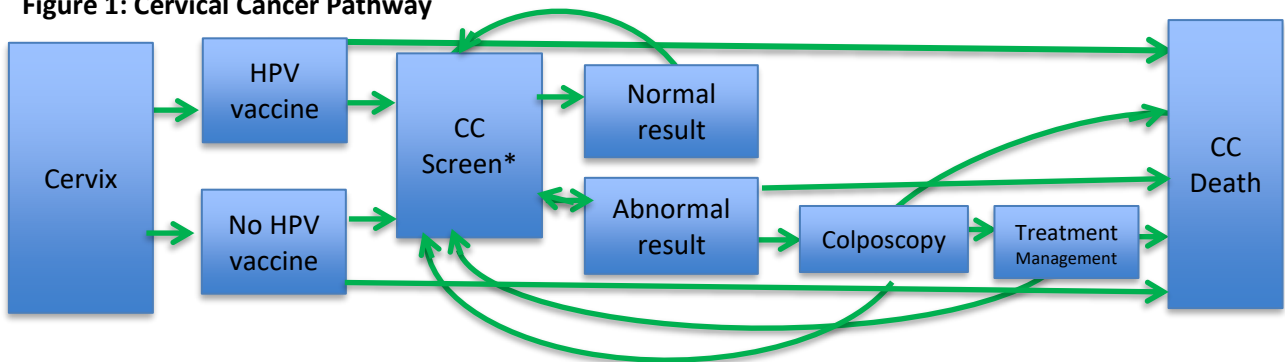 Figure 1: Cervical Cancer Pathway
Cervix
HPV
vaccine
No HPV
vaccine
CC
Screen*
Normal
result
Abnormal
result
Colposcopy
Treatment
Management
CC
Death